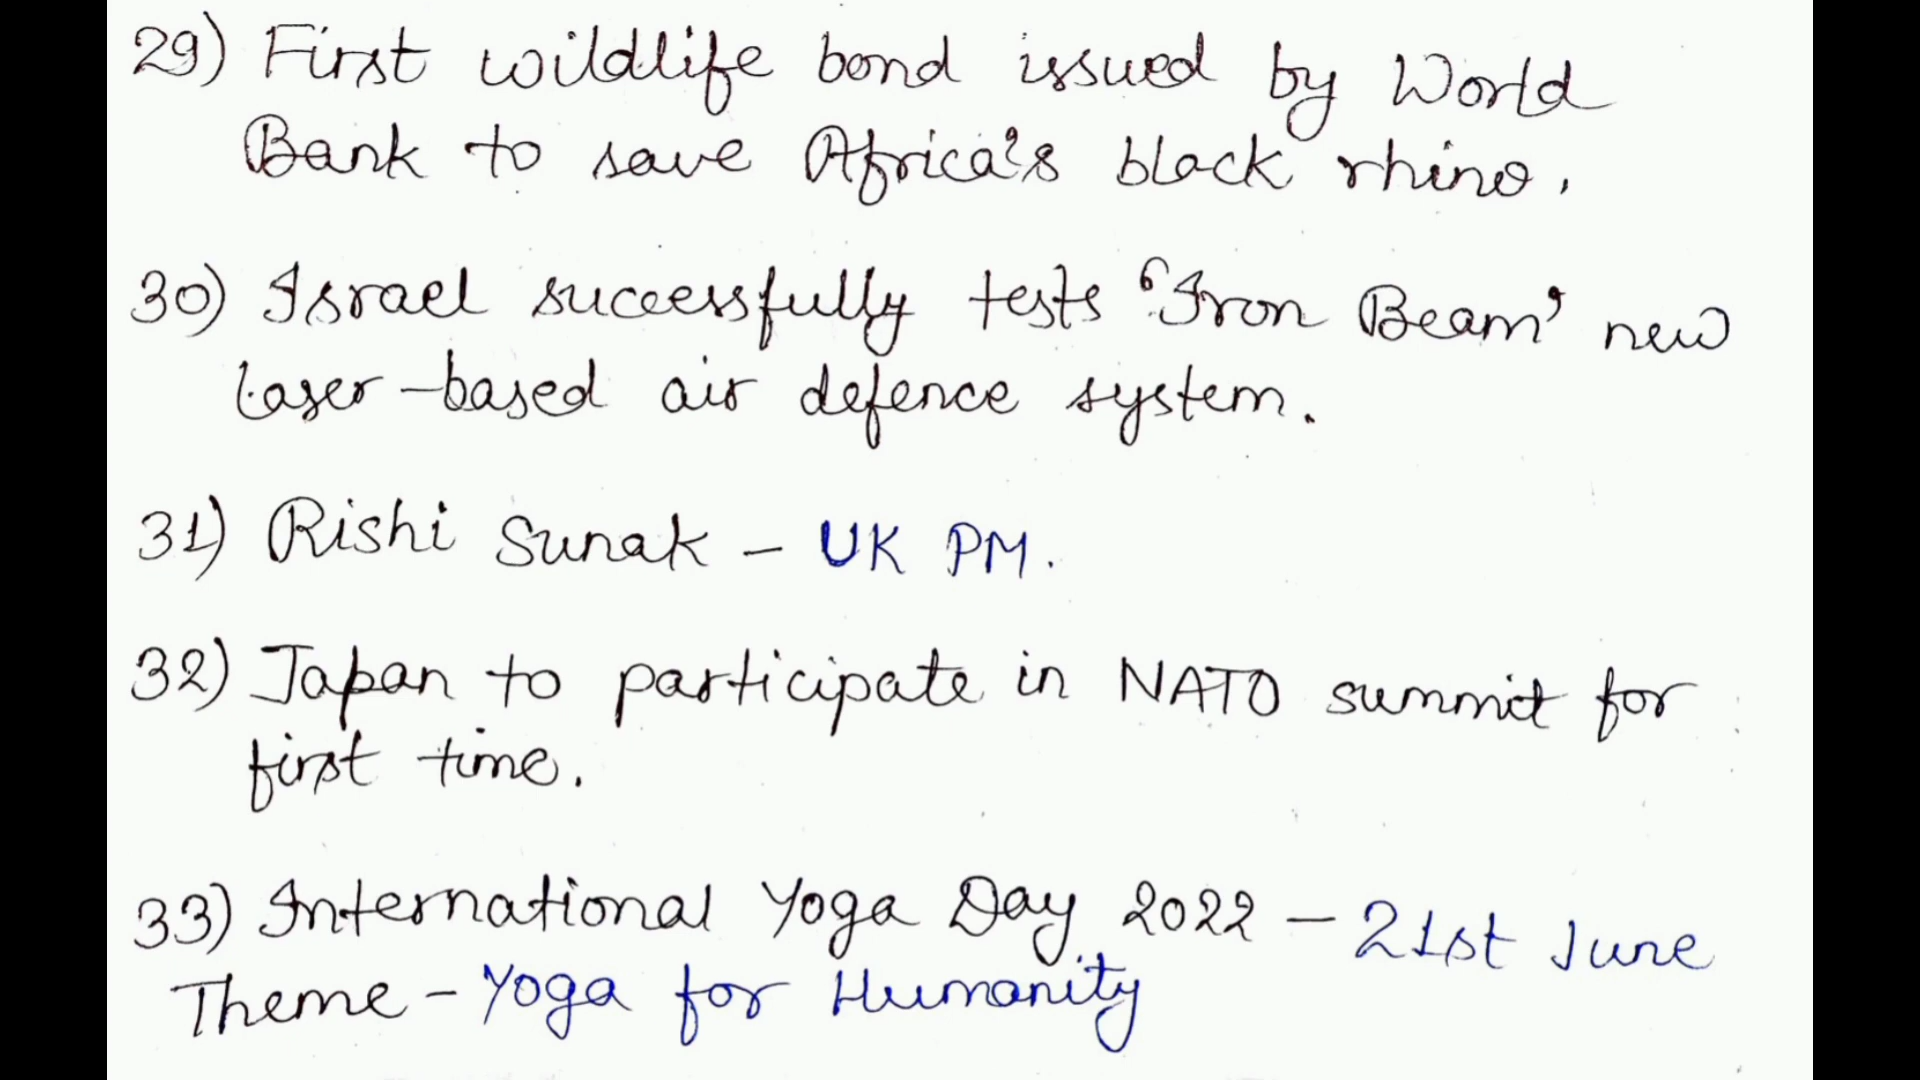 29) First wildlife bond issued by World
Bank to save Africa's black rhino.
30) Israel successfully tests 'Iron Beam' new
laser-based air defence system.
31) Rishi Sunak - UK PM.
32) Japan to participate in NATO summit for
first time.
33) International Yoga Day 2022 - 21st June
Theme - Yoga for Humanity